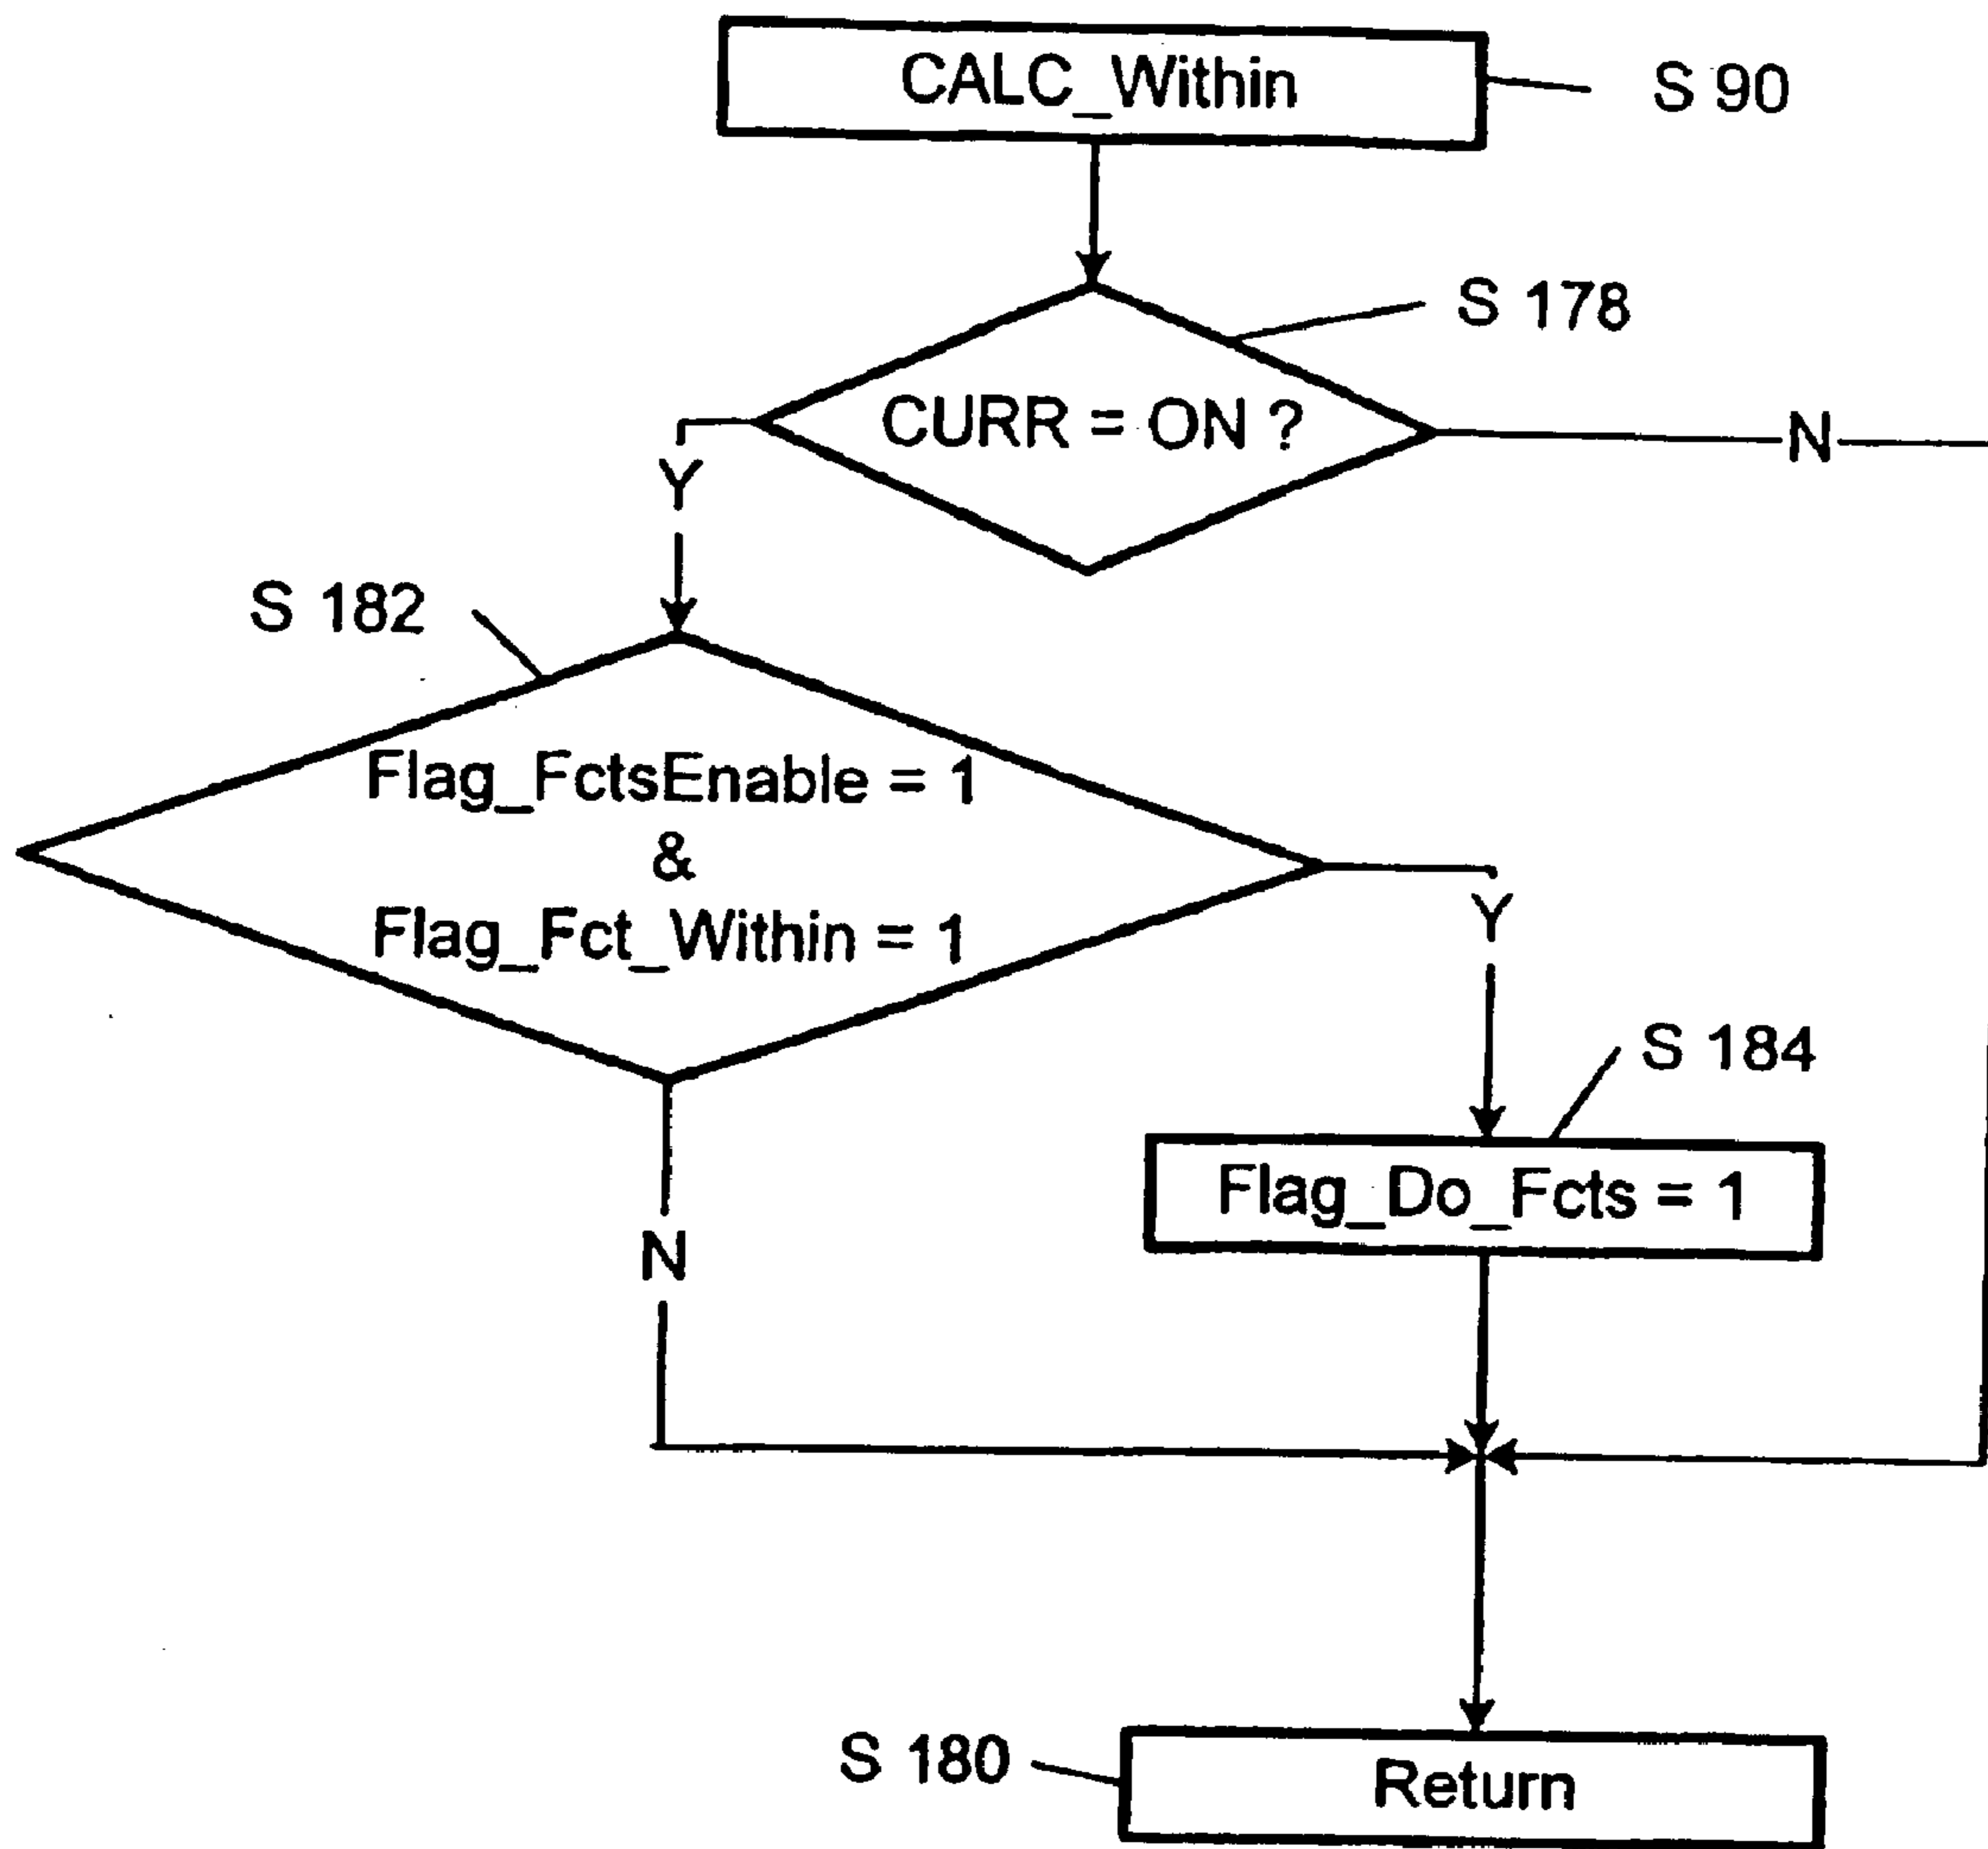 CALC_Within
S 90
S 178
CURR = ON ?
N
Y
S 182
Flag_FctsEnable = 1
&
Flag_Fct_Within = 1
Y
S 184
Flag_Do_Fcts = 1
N
S 180
Return